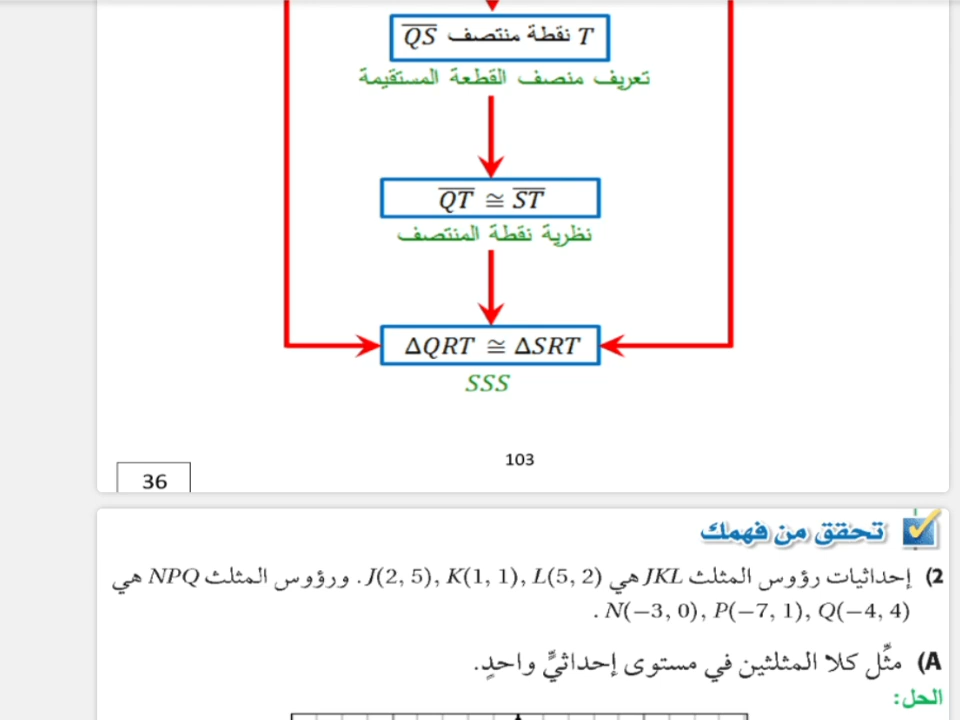 T نقطة منتصف QS
تعريف منصف القطعة المستقيمة
QT ≅ ST
نظرية نقطة المنتصف
ΔQRT ≅ ΔSRT
SSS
103
36
تحقق من فهمك
2) إحداثيات رؤوس المثلث JKL هي J(2, 5), K(1, 1), L(5, 2). ورؤوس المثلث NPQ هي
N(−3, 0), P(−7, 1), Q(−4, 4).
A) مثِّل كلا المثلثين في مستوى إحداثيٍّ واحدٍ.
الحل: